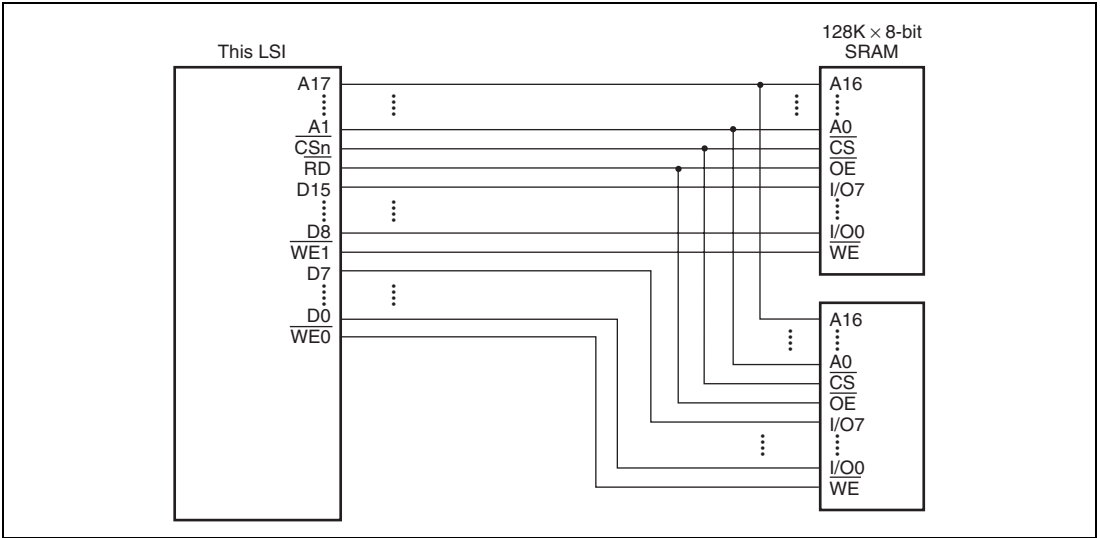 This LSI
A17
A1
CSn
RD
D15
D8
WE1
D7
D0
WE0
128K × 8-bit
SRAM
A16
A0
CS
OE
I/O7
I/O0
WE
A16
A0
CS
OE
I/O7
I/O0
WE